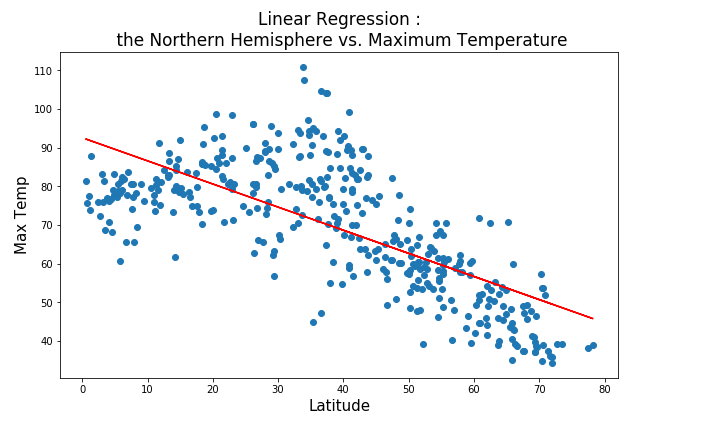 Linear Regression :
the Northern Hemisphere vs. Maximum Temperature
Max Temp
110
100
90
80
70
60
50
40
0 10 20 30 40 50 60 70 80
Latitude